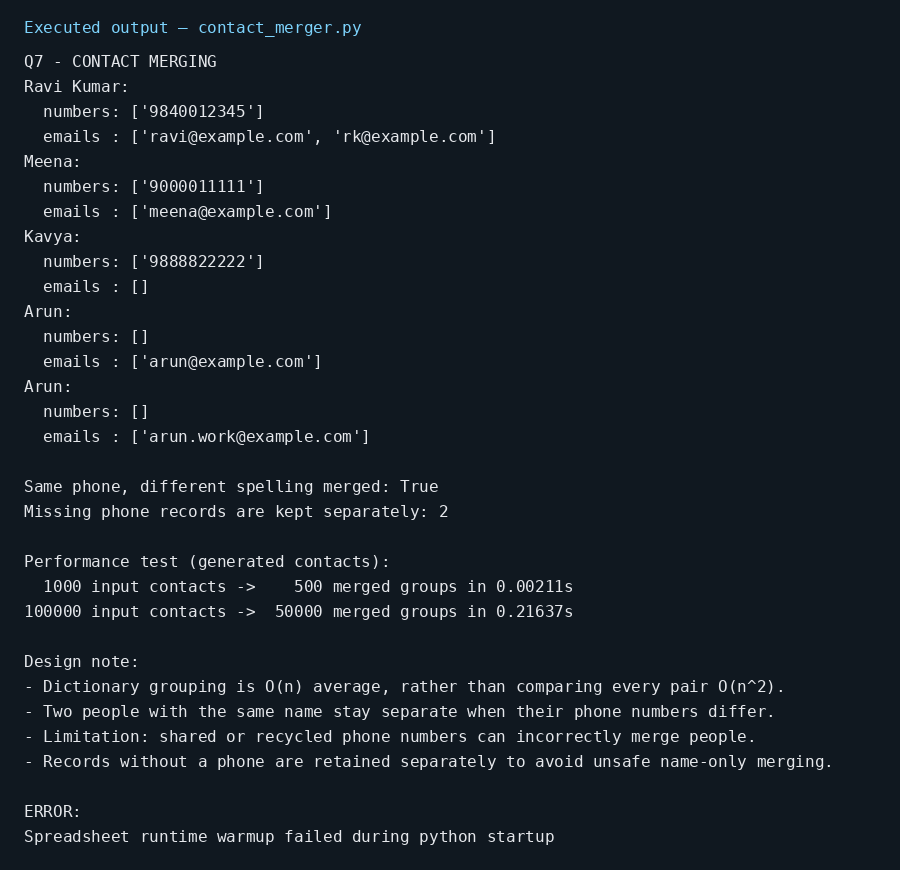 Executed output — contact_merger.py
Q7 - CONTACT MERGING
Ravi Kumar:
  numbers: ['9840012345']
  emails : ['ravi@example.com', 'rk@example.com']
Meena:
  numbers: ['9000011111']
  emails : ['meena@example.com']
Kavya:
  numbers: ['9888822222']
  emails : []
Arun:
  numbers: []
  emails : ['arun@example.com']
Arun:
  numbers: []
  emails : ['arun.work@example.com']

Same phone, different spelling merged: True
Missing phone records are kept separately: 2

Performance test (generated contacts):
  1000 input contacts ->    500 merged groups in 0.00211s
100000 input contacts ->  50000 merged groups in 0.21637s

Design note:
- Dictionary grouping is O(n) average, rather than comparing every pair O(n^2).
- Two people with the same name stay separate when their phone numbers differ.
- Limitation: shared or recycled phone numbers can incorrectly merge people.
- Records without a phone are retained separately to avoid unsafe name-only merging.

ERROR:
Spreadsheet runtime warmup failed during python startup